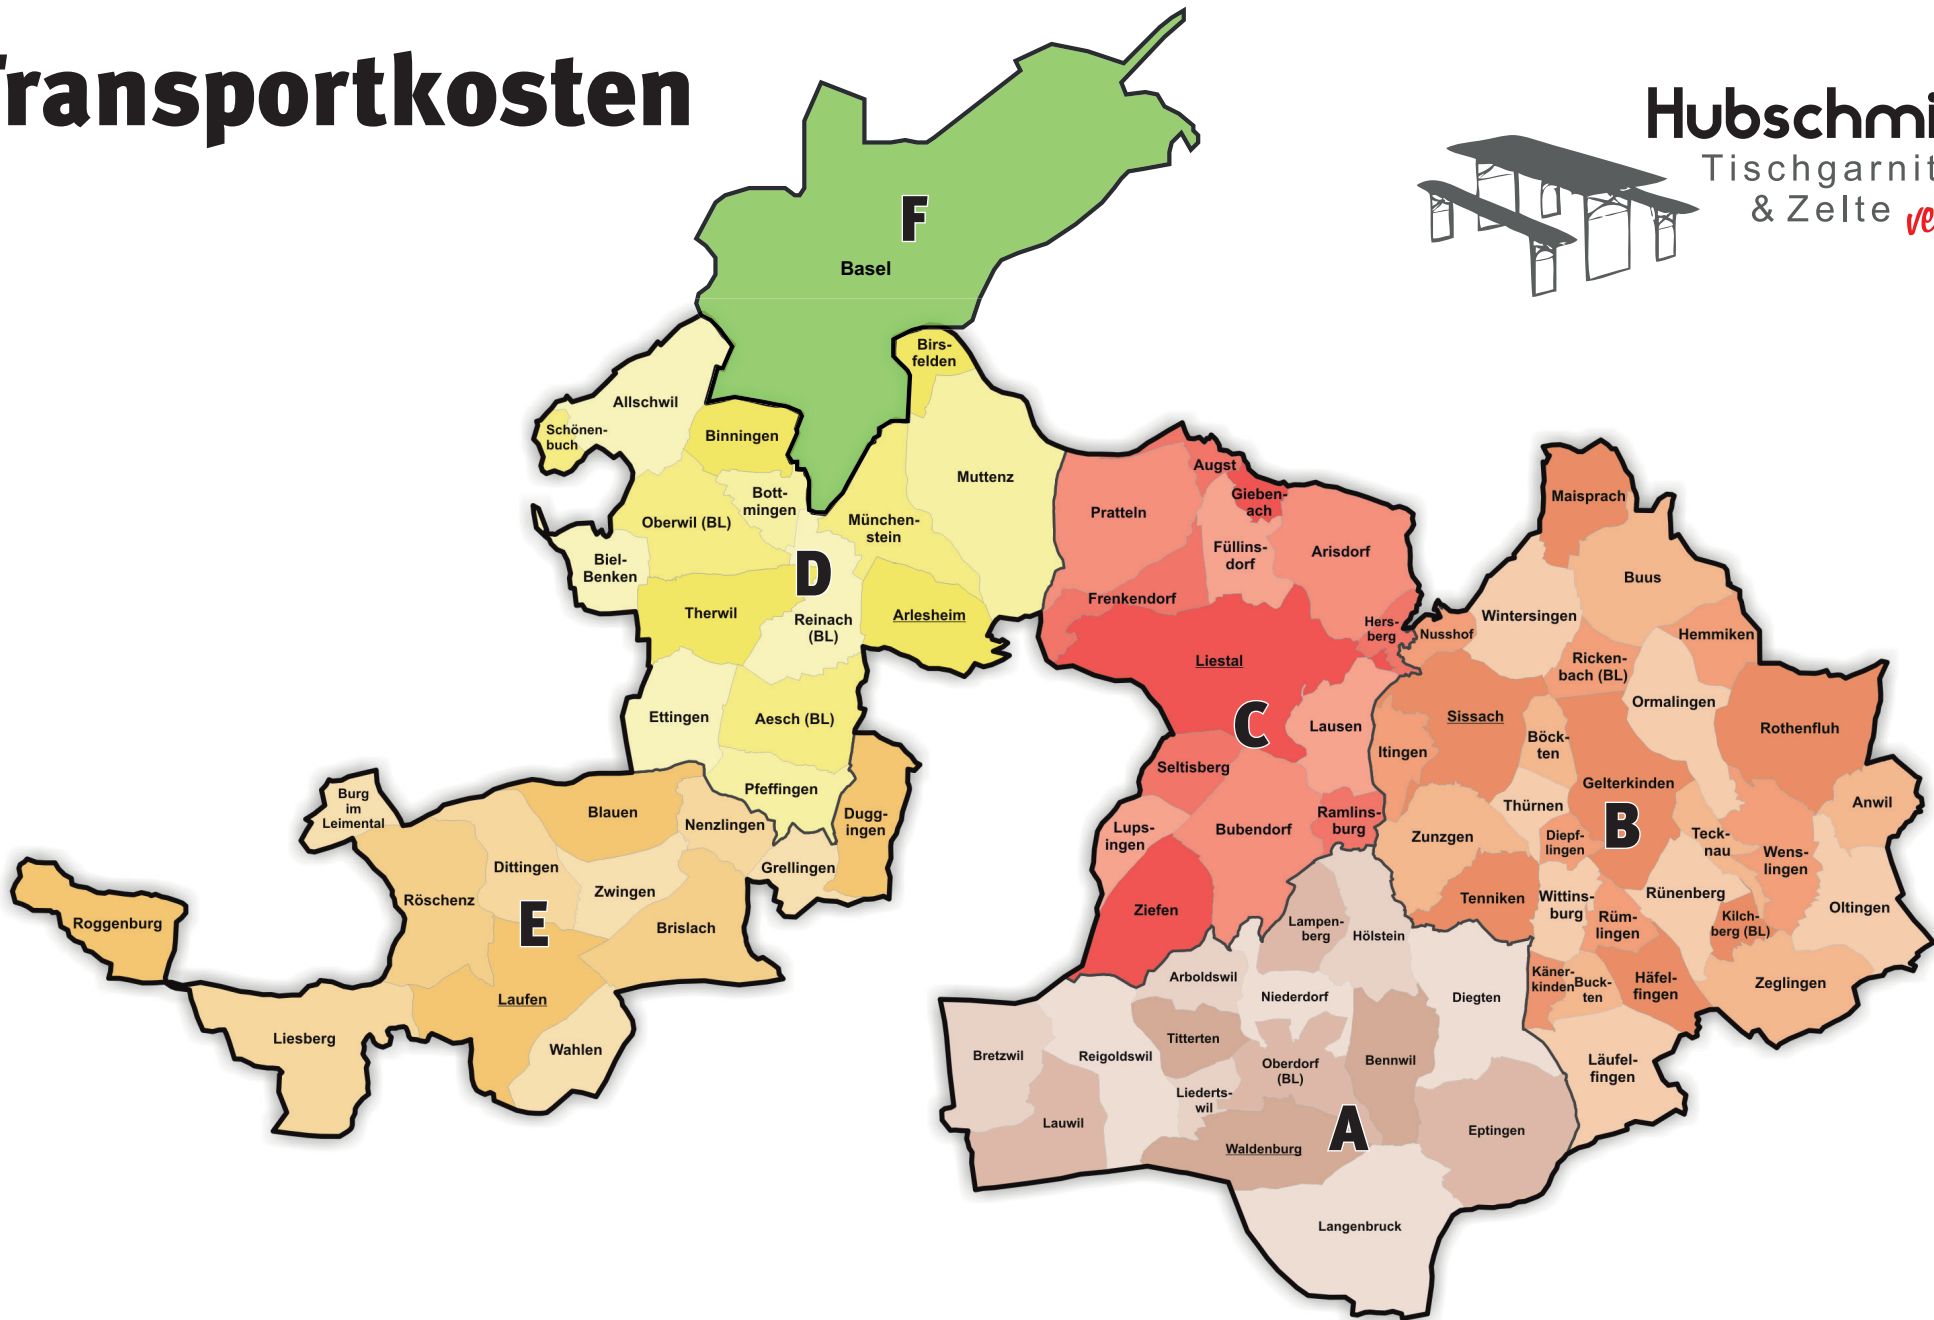 Transportkosten
Hubschmi
Tischgarnit
& Zelte ve
F
Basel
Birs-
felden
Allschwil
Schönen-
buch
Binningen
Muttenz
Bott-
mingen
Oberwil (BL)
München-
stein
Biel-
Benken
D
Therwil
Reinach
(BL)
Arlesheim
Ettingen
Aesch (BL)
Pfeffingen
Augst
Gieben-
ach
Pratteln
Füllins-
dorf
Arisdorf
Frenkendorf
Hers-
berg
Liestal
C
Lausen
Seltisberg
Ramlins-
burg
Bubendorf
Lups-
ingen
Ziefen
Maisprach
Buus
Wintersingen
Nusshof
Hemmiken
Ricken-
bach (BL)
Ormalingen
Sissach
Rothenfluh
Böck-
ten
Itingen
Gelterkinden
Thürnen
Anwil
B
Zunzgen
Diepf-
lingen
Teck-
nau
Wens-
lingen
Tenniken
Wittins-
burg
Rünenberg
Rüm-
lingen
Kilch-
berg (BL)
Oltingen
Käner-
kinden
Buck-
ten
Häfel-
fingen
Zeglingen
Läufel-
fingen
Burg
im
Leimental
Blauen
Nenzlingen
Dugg-
ingen
Dittingen
Grellingen
Zwingen
Röschenz
Roggenburg
E
Brislach
Laufen
Liesberg
Wahlen
Lampen-
berg
Hölstein
Arboldswil
Niederdorf
Diegten
Titterten
Bretzwil
Reigoldswil
Oberdorf
(BL)
Bennwil
Liederts-
wil
Lauwil
A
Eptingen
Waldenburg
Langenbruck